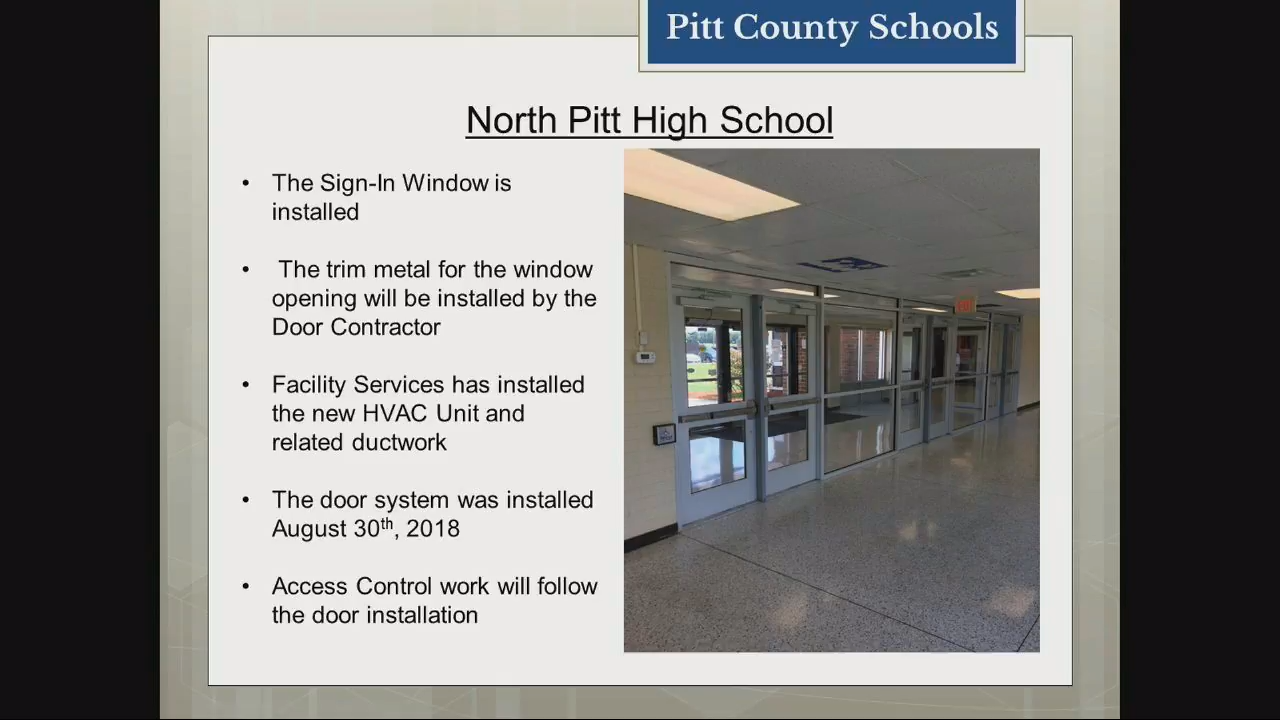 Pitt County Schools
North Pitt High School
• The Sign-In Window is
installed
• The trim metal for the window
opening will be installed by the
Door Contractor
• Facility Services has installed
the new HVAC Unit and
related ductwork
• The door system was installed
August 30th, 2018
• Access Control work will follow
the door installation